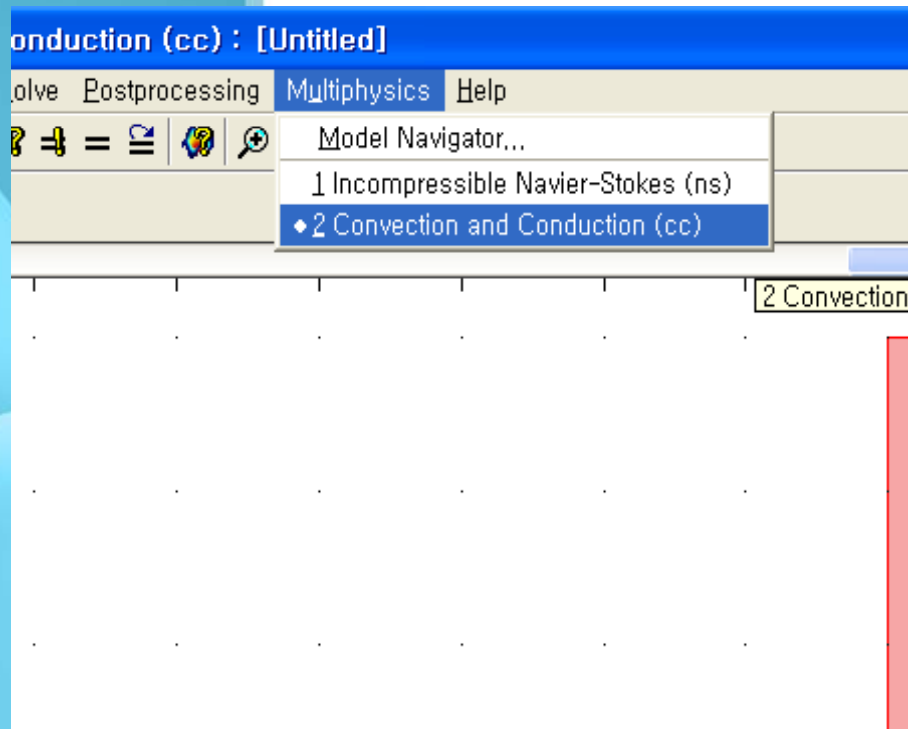 onduction (cc) : [Untitled]
olve Postprocessing Multiphysics Help
Model Navigator...
1 Incompressible Navier-Stokes (ns)
2 Convection and Conduction (cc)
2 Convection